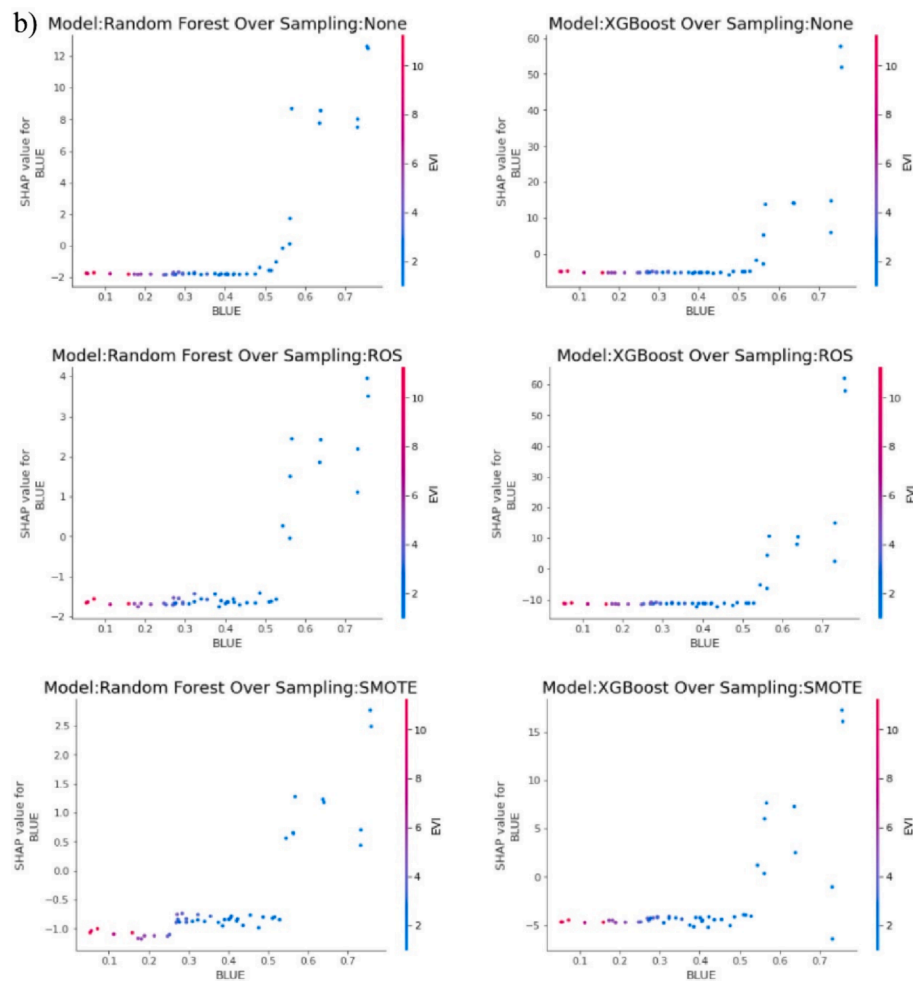 b)
Model:Random Forest Over Sampling:None
12
10
8
6
4
2
0
−2
SHAP value for
BLUE
0.1 0.2 0.3 0.4 0.5 0.6 0.7
BLUE
10
8
6
4
2
EVI
Model:XGBoost Over Sampling:None
60
50
40
30
20
10
0
SHAP value for
BLUE
0.1 0.2 0.3 0.4 0.5 0.6 0.7
BLUE
10
8
6
4
2
EVI
Model:Random Forest Over Sampling:ROS
4
3
2
1
0
−1
−2
SHAP value for
BLUE
0.1 0.2 0.3 0.4 0.5 0.6 0.7
BLUE
10
8
6
4
2
EVI
Model:XGBoost Over Sampling:ROS
60
50
40
30
20
10
0
−10
SHAP value for
BLUE
0.1 0.2 0.3 0.4 0.5 0.6 0.7
BLUE
10
8
6
4
2
EVI
Model:Random Forest Over Sampling:SMOTE
2.5
2.0
1.5
1.0
0.5
0.0
−0.5
−1.0
SHAP value for
BLUE
0.1 0.2 0.3 0.4 0.5 0.6 0.7
BLUE
10
8
6
4
2
EVI
Model:XGBoost Over Sampling:SMOTE
15
10
5
0
−5
SHAP value for
BLUE
0.1 0.2 0.3 0.4 0.5 0.6 0.7
BLUE
10
8
6
4
2
EVI